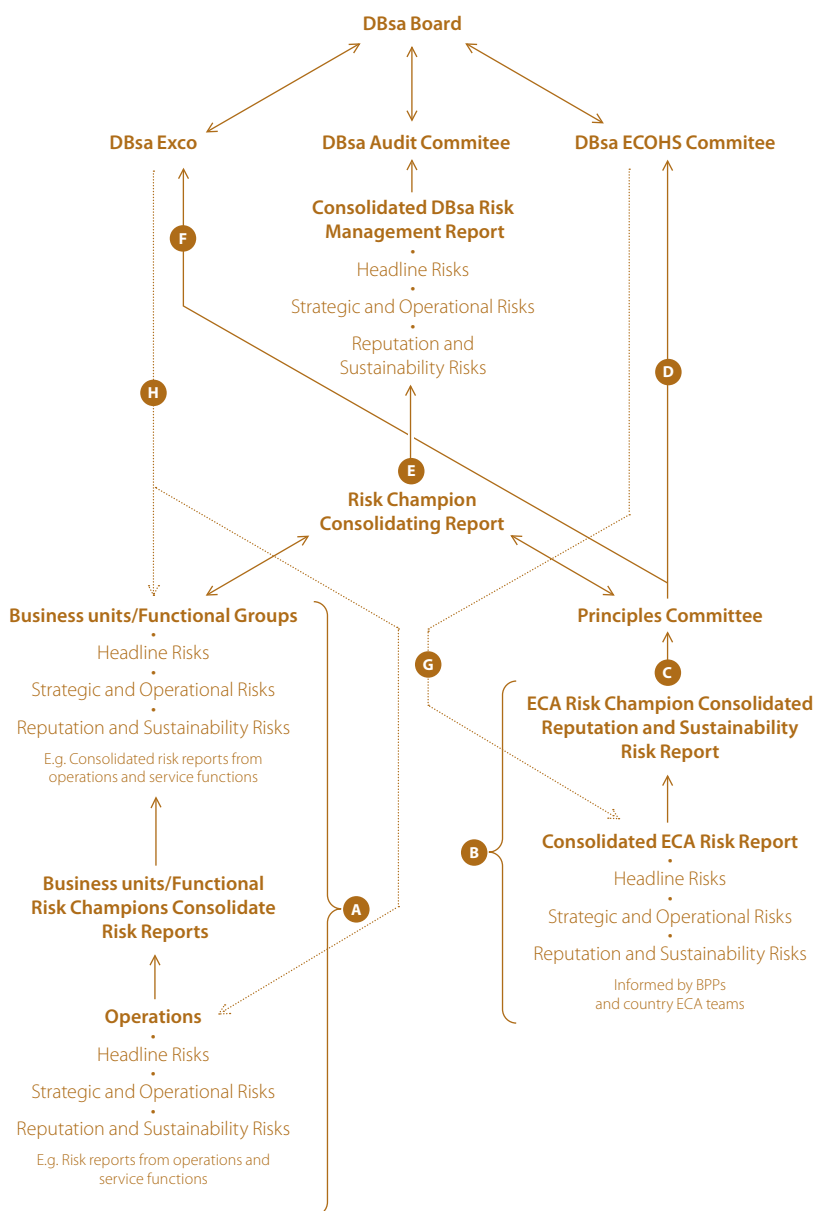 DBsa Board
DBsa Exco
DBsa Audit Commitee
DBsa ECOHS Commitee
Consolidated DBsa Risk
Management Report
•
Headline Risks
•
Strategic and Operational Risks
•
Reputation and
Sustainability Risks
F
D
H
E
Risk Champion
Consolidating Report
Business units/Functional Groups
•
Headline Risks
•
Strategic and Operational Risks
•
Reputation and Sustainability Risks
E.g. Consolidated risk reports from
operations and service functions
Business units/Functional
Risk Champions Consolidate
Risk Reports
A
Operations
•
Headline Risks
•
Strategic and Operational Risks
•
Reputation and Sustainability Risks
E.g. Risk reports from operations and
service functions
Principles Committee
G
C
ECA Risk Champion Consolidated
Reputation and Sustainability
Risk Report
B
Consolidated ECA Risk Report
•
Headline Risks
•
Strategic and Operational Risks
•
Reputation and Sustainability Risks
Informed by BPPs
and country ECA teams